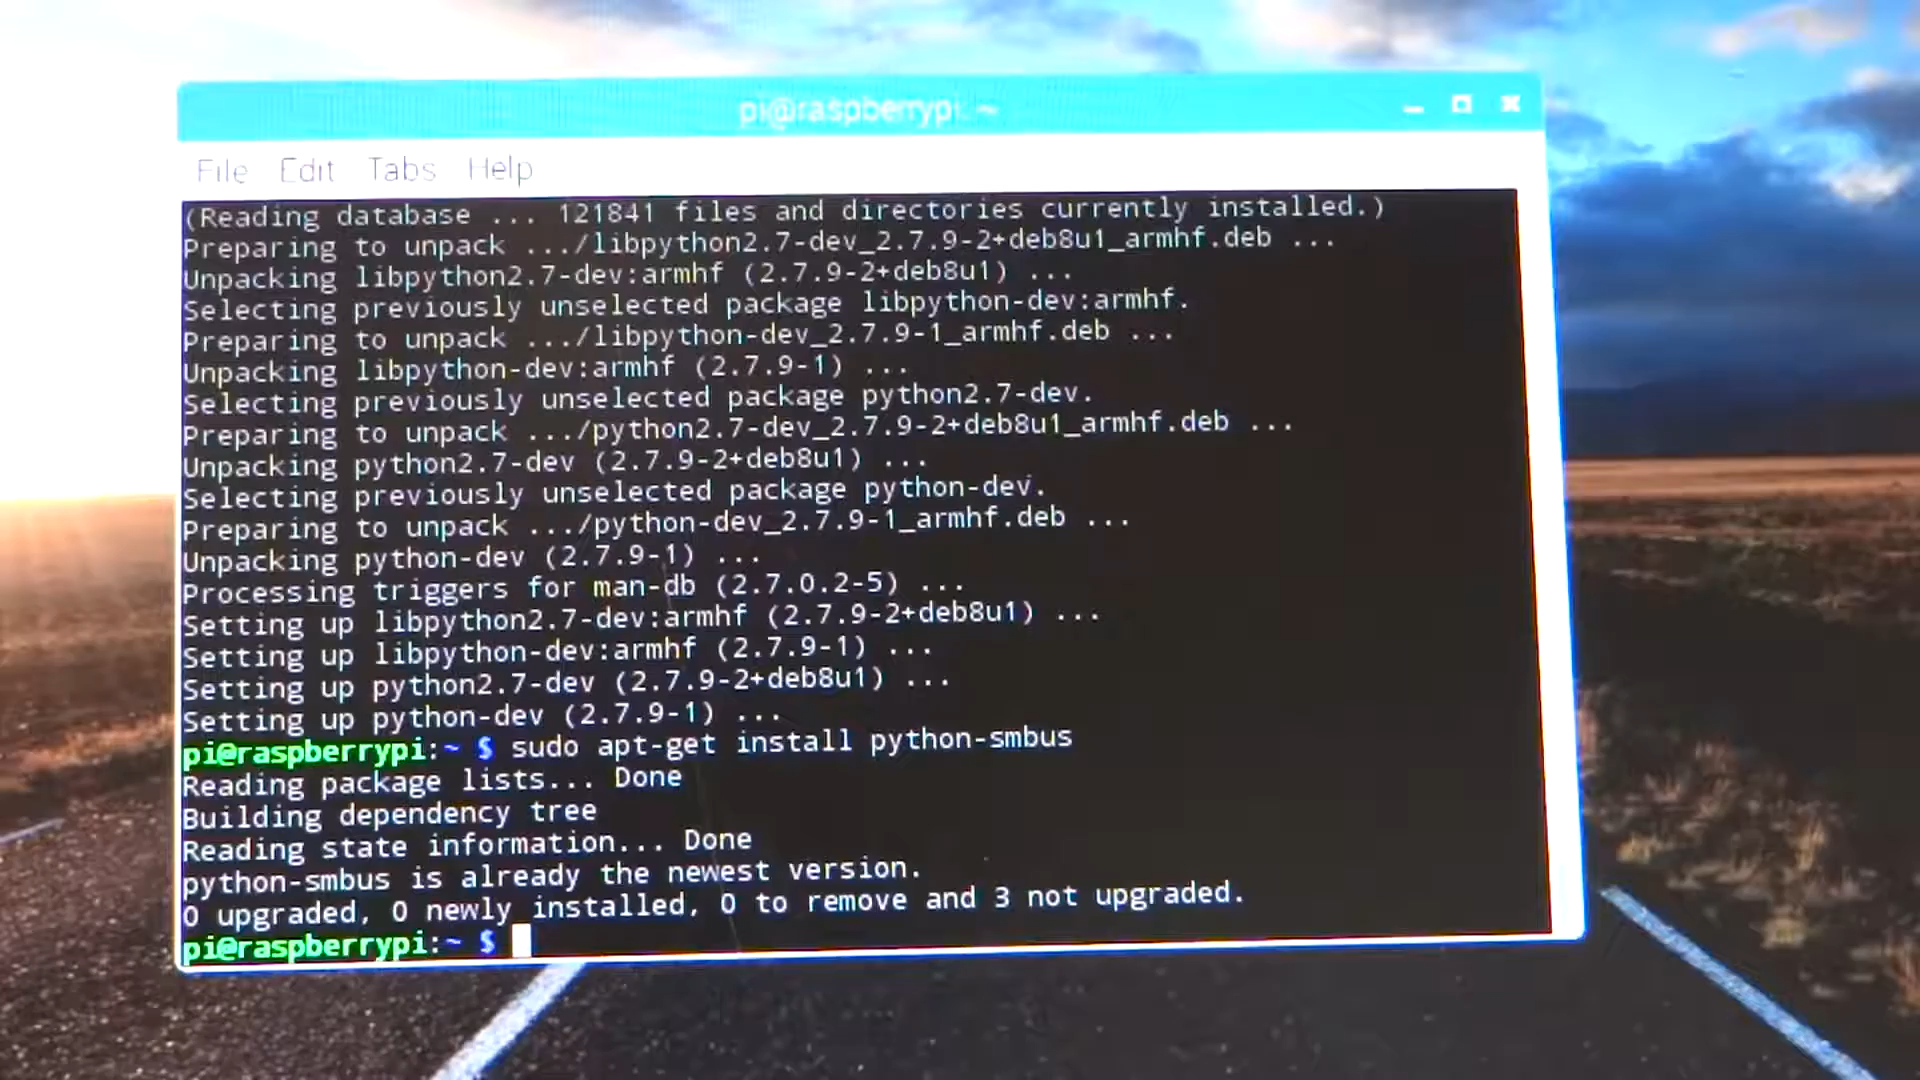 pi@raspberrypi: ~
File Edit Tabs Help
(Reading database ... 121841 files and directories currently installed.)
Preparing to unpack .../libpython2.7-dev_2.7.9-2+deb8u1_armhf.deb ...
Unpacking libpython2.7-dev:armhf (2.7.9-2+deb8u1) ...
Selecting previously unselected package libpython-dev:armhf.
Preparing to unpack .../libpython-dev_2.7.9-1_armhf.deb ...
Unpacking libpython-dev:armhf (2.7.9-1) ...
Selecting previously unselected package python2.7-dev.
Preparing to unpack .../python2.7-dev_2.7.9-2+deb8u1_armhf.deb ...
Unpacking python2.7-dev (2.7.9-2+deb8u1) ...
Selecting previously unselected package python-dev.
Preparing to unpack .../python-dev_2.7.9-1_armhf.deb ...
Unpacking python-dev (2.7.9-1) ...
Processing triggers for man-db (2.7.0.2-5) ...
Setting up libpython2.7-dev:armhf (2.7.9-2+deb8u1) ...
Setting up libpython-dev:armhf (2.7.9-1) ...
Setting up python2.7-dev (2.7.9-2+deb8u1) ...
Setting up python-dev (2.7.9-1) ...
pi@raspberrypi:~ $ sudo apt-get install python-smbus
Reading package lists... Done
Building dependency tree
Reading state information... Done
python-smbus is already the newest version.
0 upgraded, 0 newly installed, 0 to remove and 3 not upgraded.
pi@raspberrypi:~ $